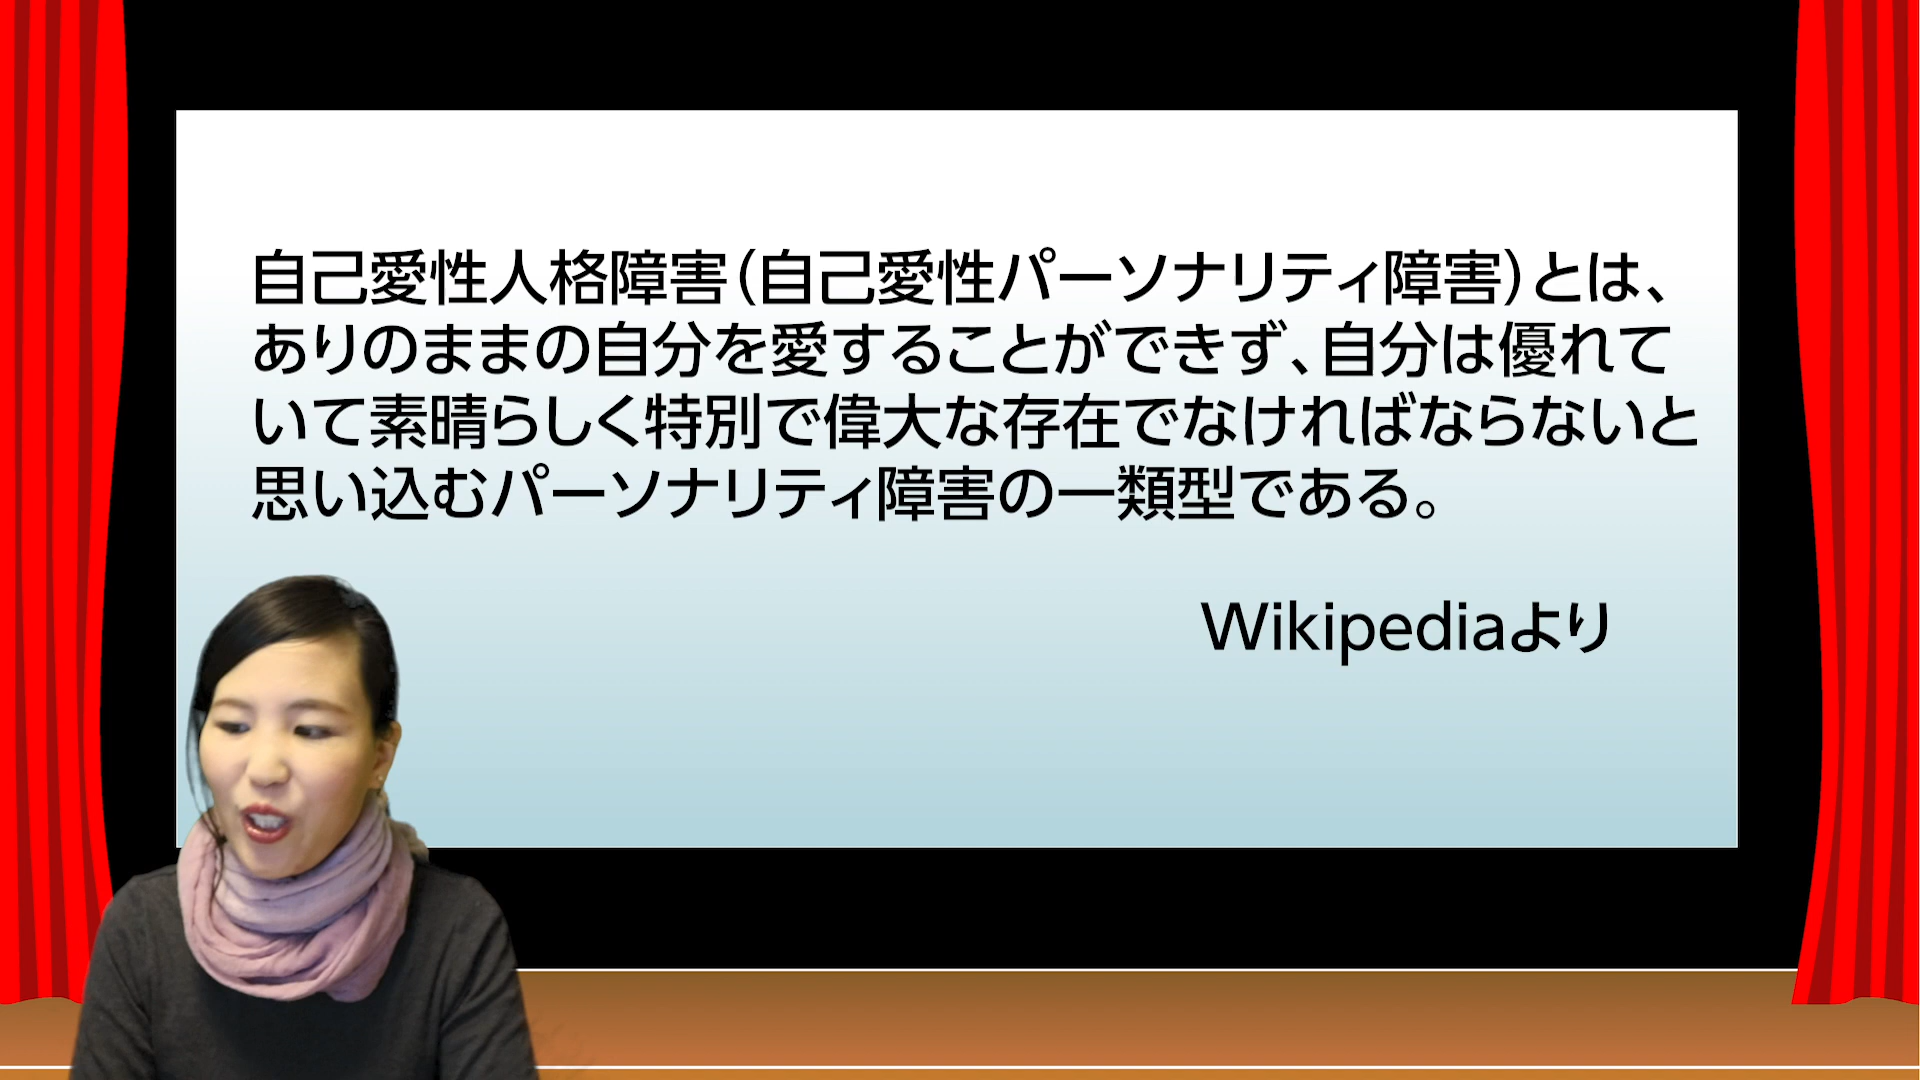 自己愛性人格障害（自己愛性パーソナリティ障害）とは、
ありのままの自分を愛することができず、自分は優れて
いて素晴らしく特別で偉大な存在でなければならないと
思い込むパーソナリティ障害の一類型である。
Wikipediaより